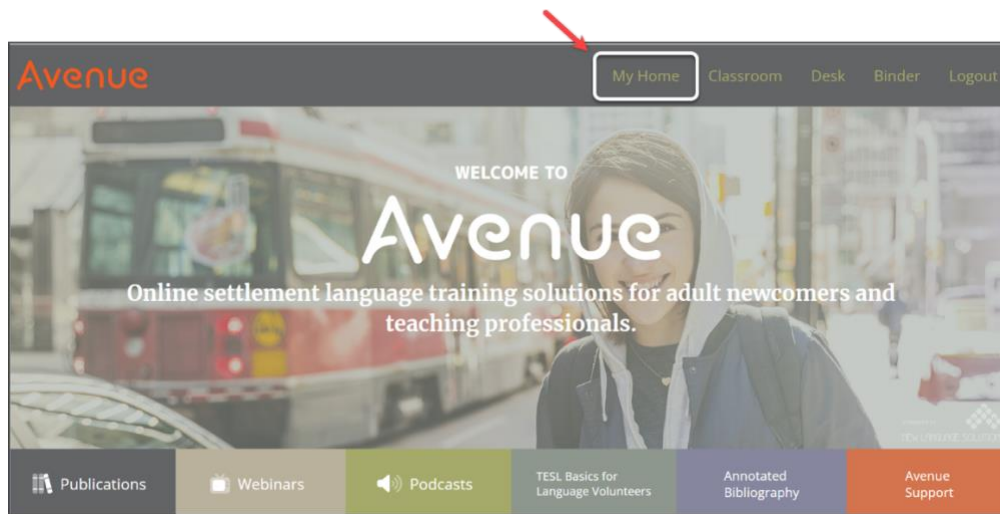 Avenue
My Home Classroom Desk Binder Logout
WELCOME TO
Avenue
Online settlement language training solutions for adult newcomers and
teaching professionals.
Publications
Webinars
Podcasts
TESL Basics for
Language Volunteers
Annotated
Bibliography
Avenue
Support